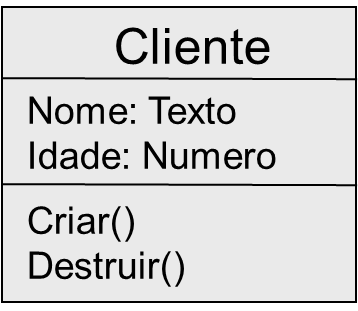 Cliente
Nome: Texto
Idade: Numero
Criar()
Destruir()